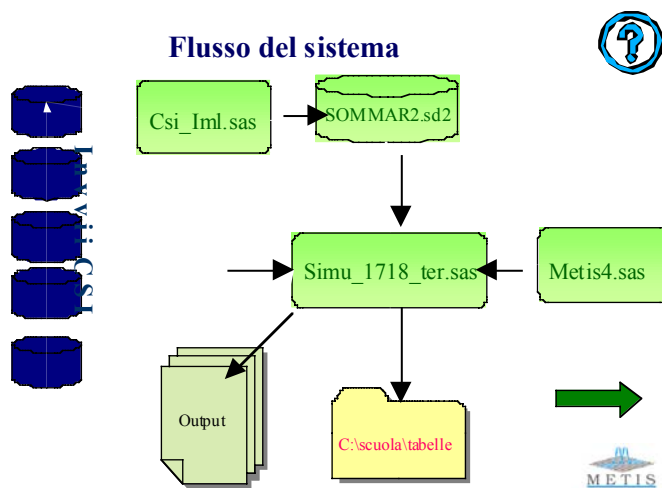 Flusso del sistema
Csi_Iml.sas
SOMMAR2.sd2
Invii CSI
Simu_1718_ter.sas
Metis4.sas
Output
C:\scuola\tabelle
METIS